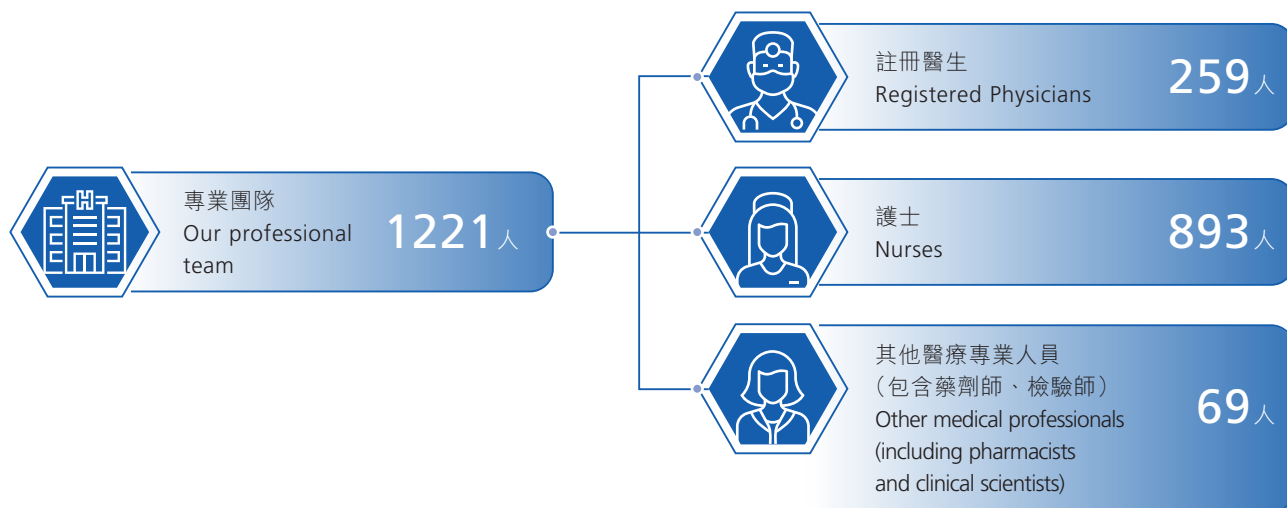 專業團隊
Our professional
team
1221人
註冊醫生
Registered Physicians
259人
護士
Nurses
893人
其他醫療專業人員
（包含藥劑師、檢驗師）
Other medical professionals
(including pharmacists
and clinical scientists)
69人
H